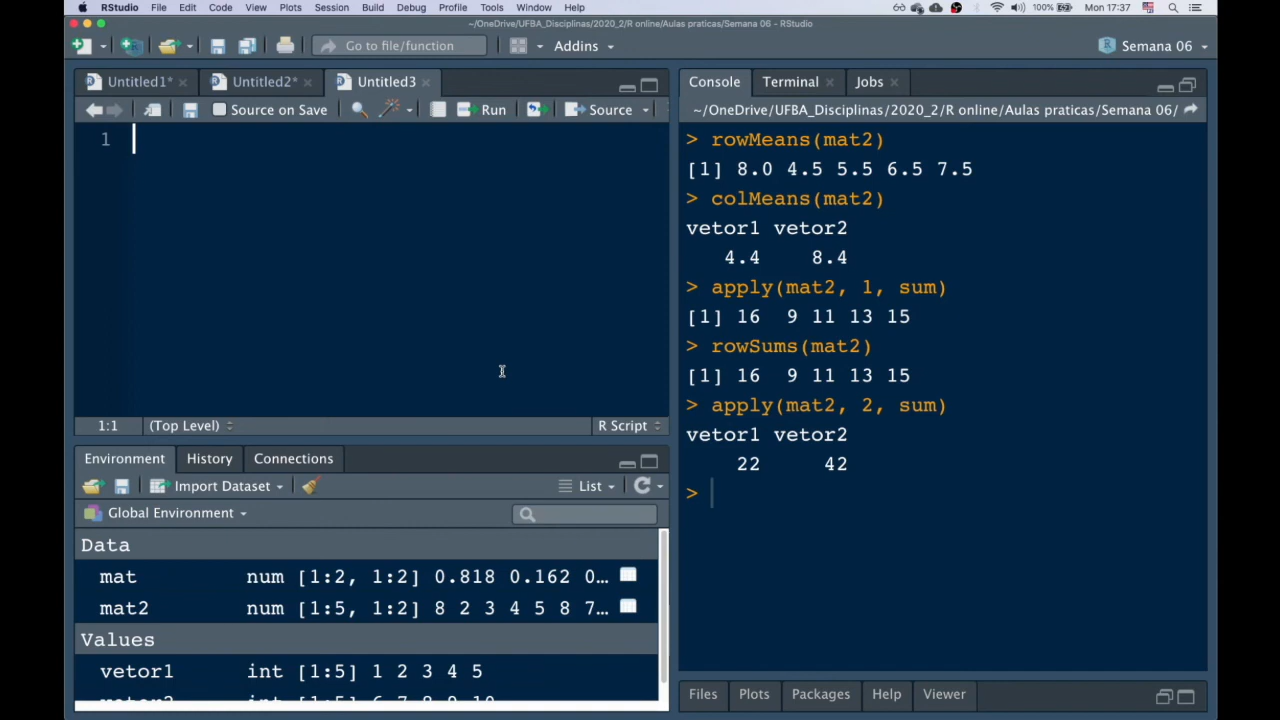 RStudio File Edit Code View Plots Session Build Debug Profile Tools Window Help 100% Mon 17:37
~/OneDrive/UFBA_Disciplinas/2020_2/R online/Aulas praticas/Semana 06 - RStudio
Go to file/function Addins Semana 06
Untitled1* Untitled2* Untitled3
Source on Save Run Source
1
1:1 (Top Level) R Script
Environment History Connections
Import Dataset List
Global Environment
Data
mat num [1:2, 1:2] 0.818 0.162 0…
mat2 num [1:5, 1:2] 8 2 3 4 5 8 7…
Values
vetor1 int [1:5] 1 2 3 4 5
Console Terminal Jobs
~/OneDrive/UFBA_Disciplinas/2020_2/R online/Aulas praticas/Semana 06/
> rowMeans(mat2)
[1] 8.0 4.5 5.5 6.5 7.5
> colMeans(mat2)
vetor1 vetor2
4.4 8.4
> apply(mat2, 1, sum)
[1] 16 9 11 13 15
> rowSums(mat2)
[1] 16 9 11 13 15
> apply(mat2, 2, sum)
vetor1 vetor2
22 42
>
Files Plots Packages Help Viewer